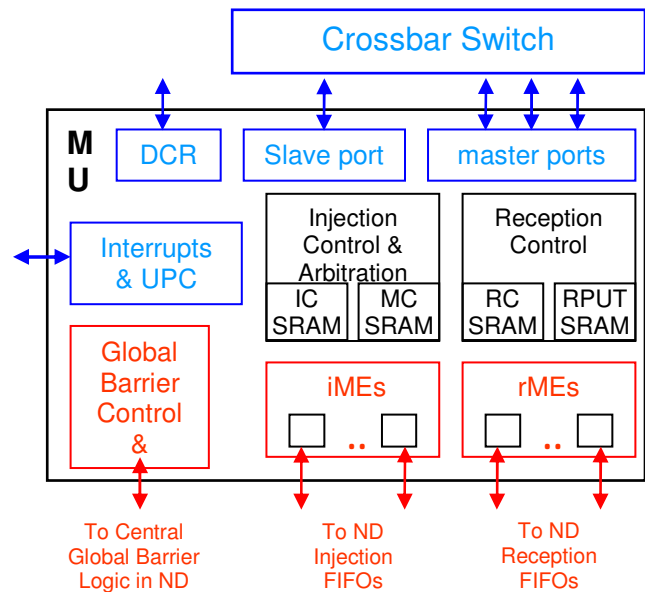 Crossbar Switch
M
U
DCR
Slave port
master ports
Interrupts
& UPC
Injection
Control &
Arbitration
IC
SRAM
MC
SRAM
Reception
Control
RC
SRAM
RPUT
SRAM
Global
Barrier
Control
&
iMEs
..
rMEs
..
To Central
Global Barrier
Logic in ND
To ND
Injection
FIFOs
To ND
Reception
FIFOs